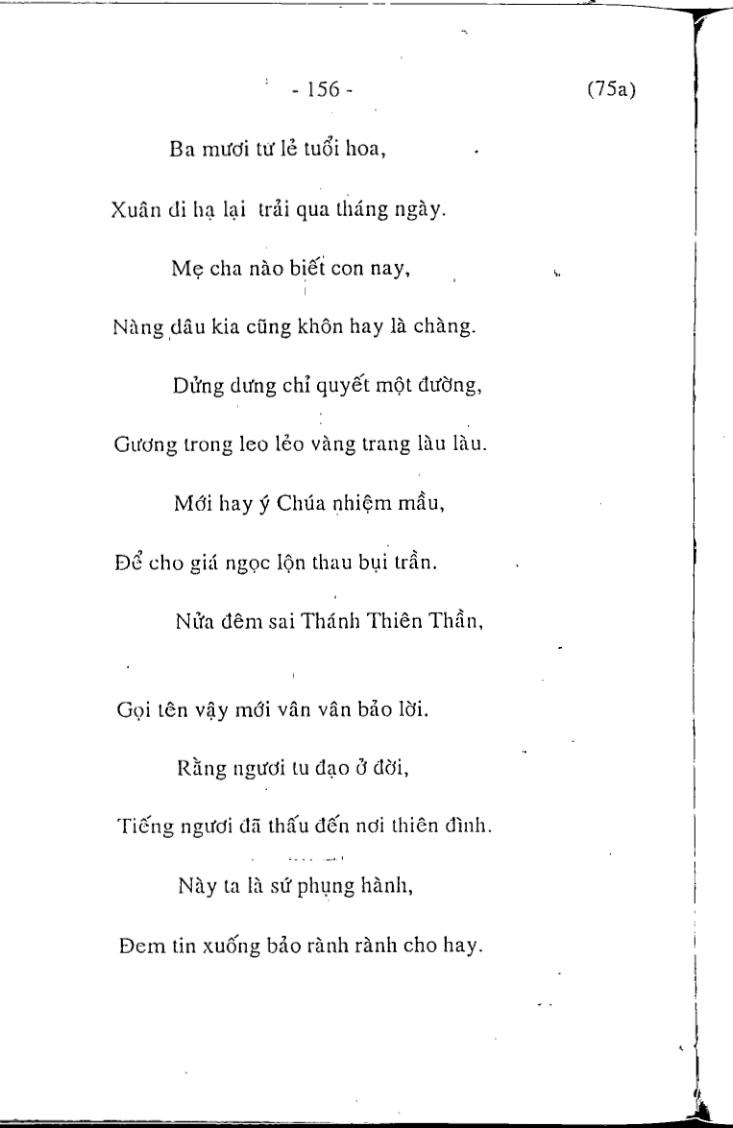 - 156 - (75a)
Ba mươi tư lẻ tuổi hoa,
Xuân đi hạ lại trải qua tháng ngày.
Mẹ cha nào biết con nay,
Nàng dâu kia cũng khôn hay là chàng.
Dửng dưng chỉ quyết một đường,
Gương trong leo lẻo vàng trang làu làu.
Mới hay ý Chúa nhiệm mầu,
Để cho giá ngọc lộn thau bụi trần.
Nửa đêm sai Thánh Thiên Thần,
Gọi tên vậy mới vân vân bảo lời.
Rằng ngươi tu đạo ở đời,
Tiếng ngươi đã thấu đến nơi thiên đình.
Này ta là sứ phụng hành,
Đem tin xuống bảo rành rành cho hay.